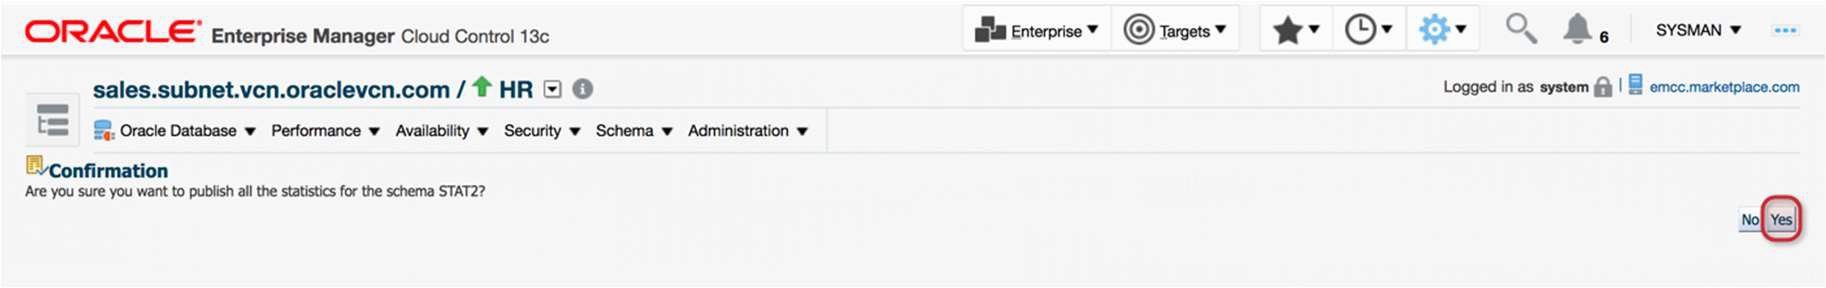 ORACLE® Enterprise Manager Cloud Control 13c Enterprise Targets 6 SYSMAN
sales.subnet.vcn.oraclevcn.com / HR Logged in as system emcc.marketplace.com
Oracle Database Performance Availability Security Schema Administration
Confirmation
Are you sure you want to publish all the statistics for the schema STAT2?
No Yes